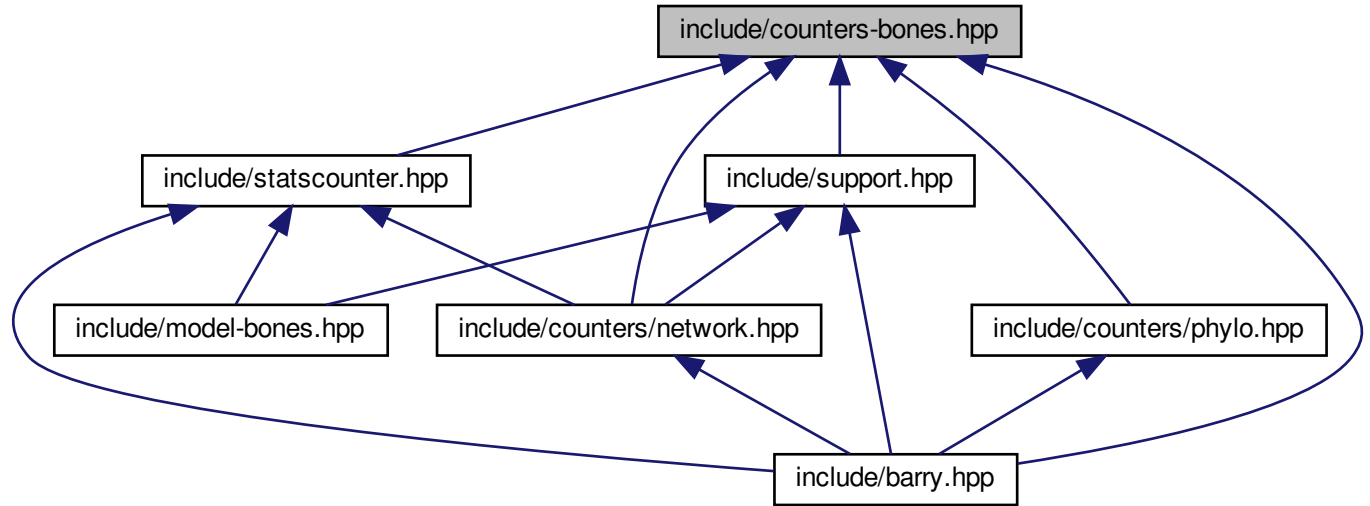 include/counters-bones.hpp
include/statscounter.hpp
include/support.hpp
include/model-bones.hpp
include/counters/network.hpp
include/counters/phylo.hpp
include/barry.hpp